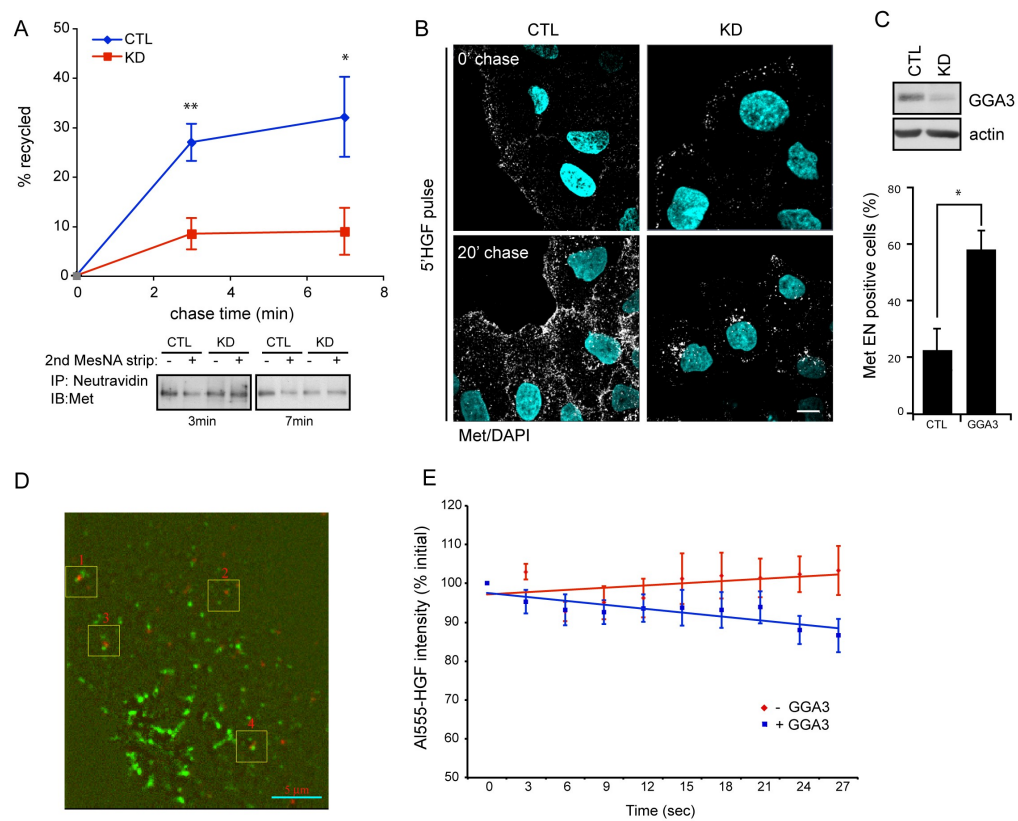 A
CTL
KD
% recycled
50
40
30
20
10
0
**
*
0 2 4 6 8
chase time (min)
CTL KD CTL KD
2nd MesNA strip: - + - + - + - +
IP: Neutravidin
IB:Met
3min 7min
B
CTL KD
5'HGF pulse
0' chase
20' chase
Met/DAPI
C
CTL
KD
GGA3
actin
Met EN positive cells (%)
80
60
40
20
0
*
CTL GGA3
D
1
2
3
4
5 µm
E
Al555-HGF intensity (% initial)
120
110
100
90
80
70
60
50
- GGA3
+ GGA3
0 3 6 9 12 15 18 21 24 27
Time (sec)